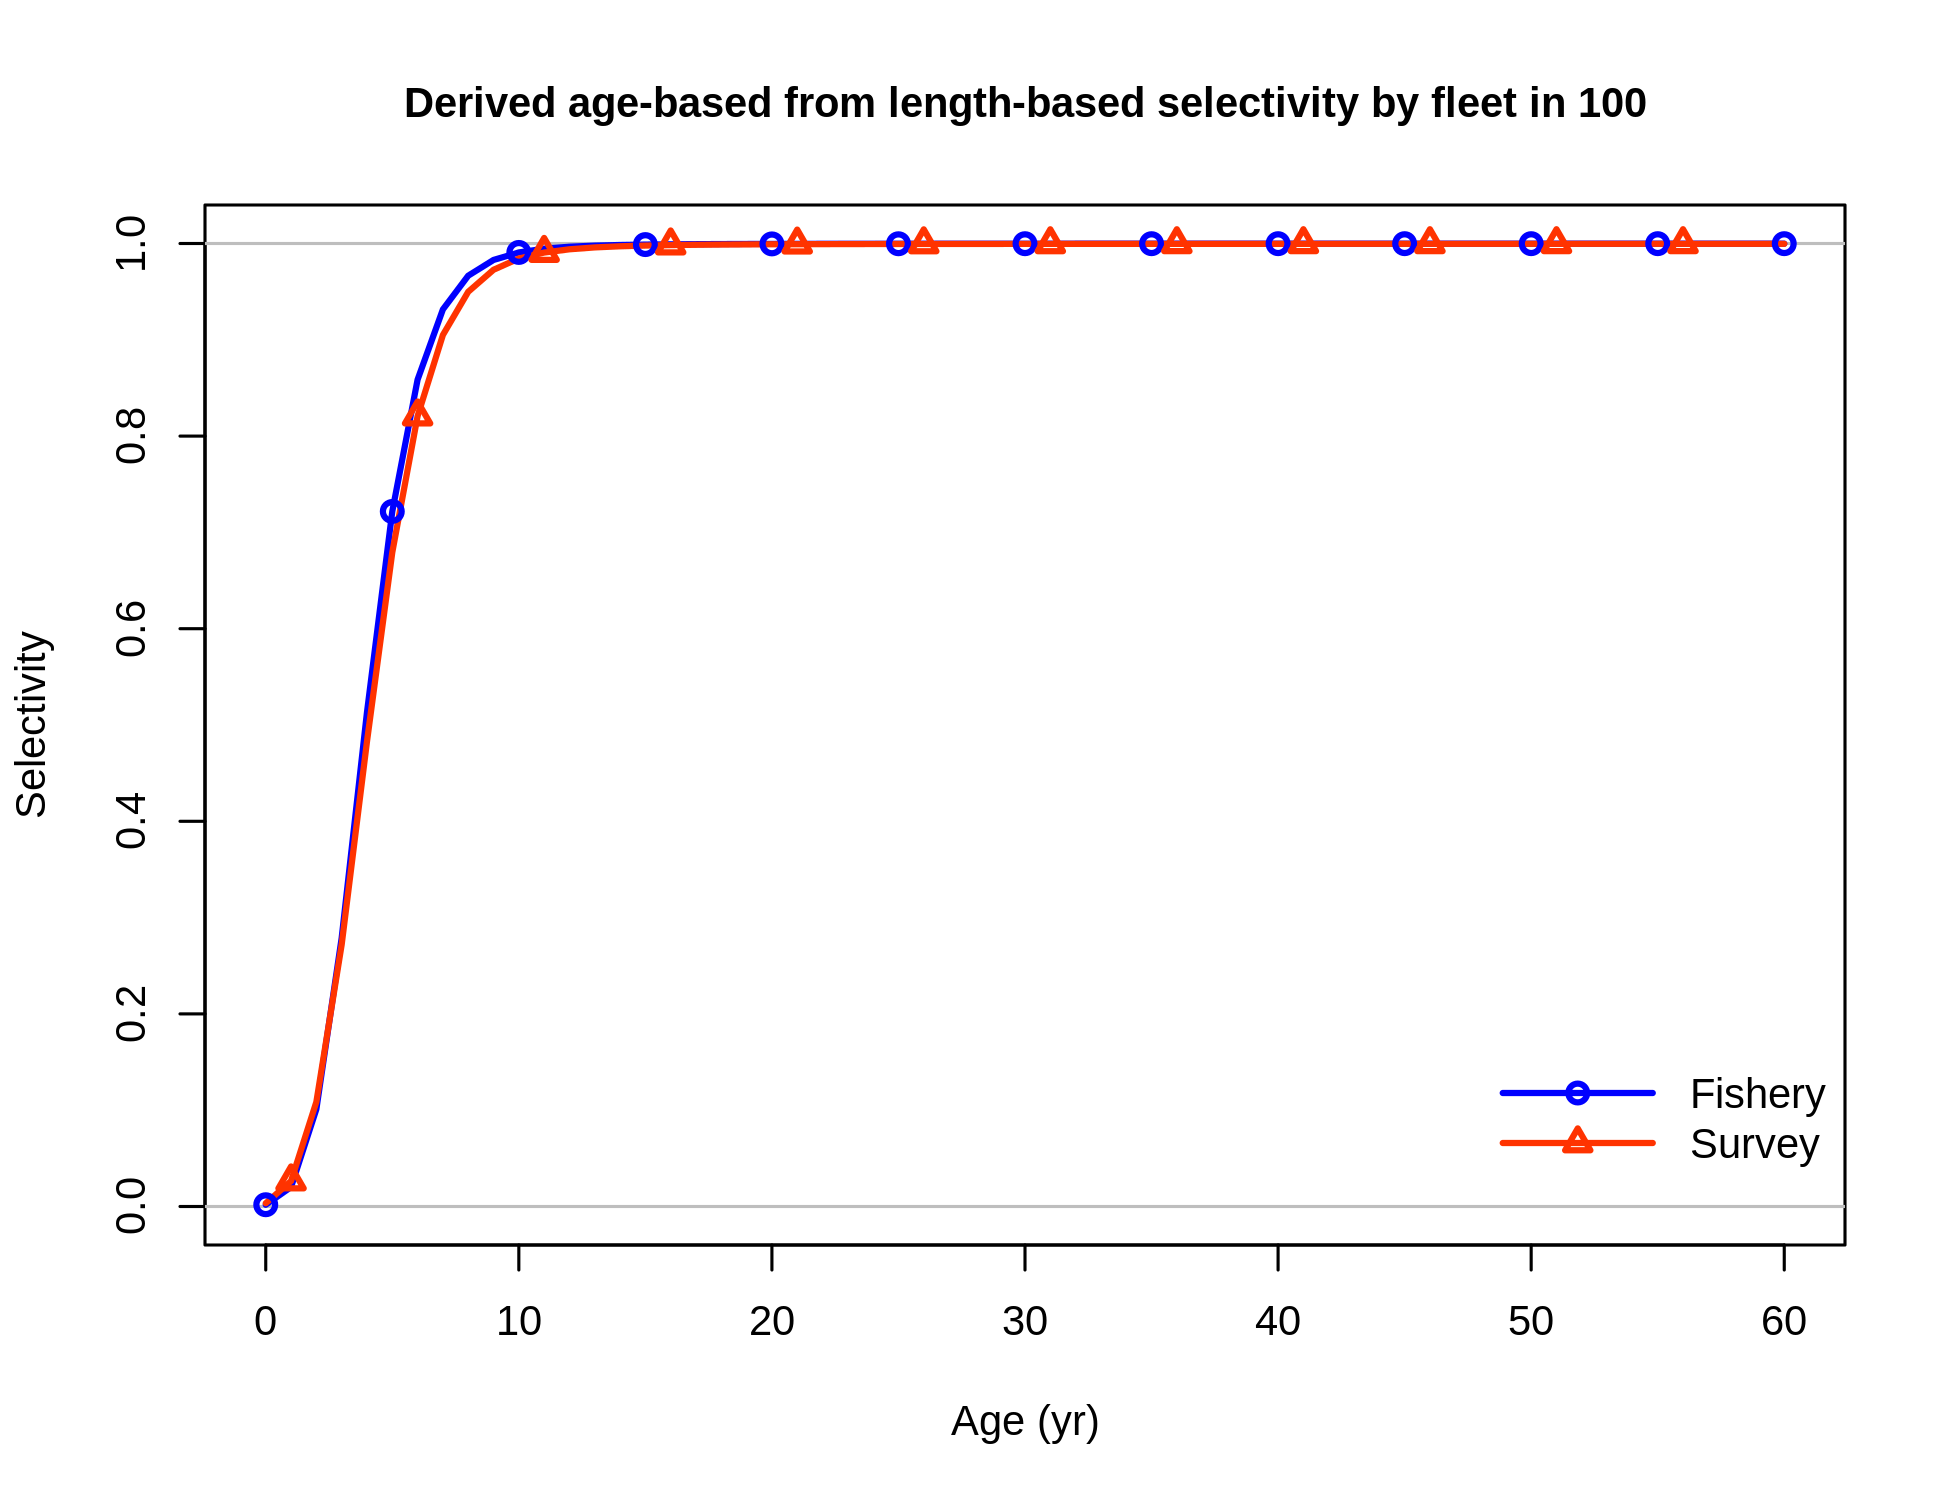 Derived age-based from length-based selectivity by fleet in 100
Selectivity
1.0
0.8
0.6
0.4
0.2
0.0
Fishery
Survey
0 10 20 30 40 50 60
Age (yr)